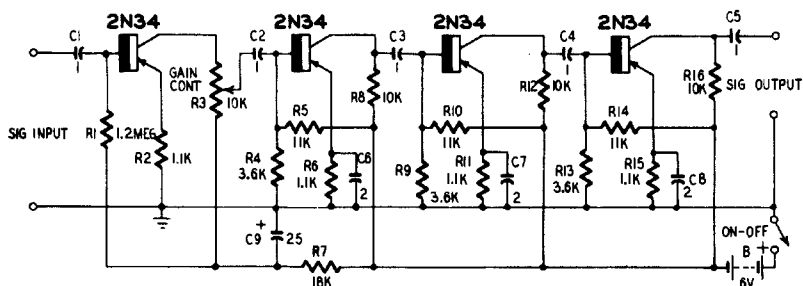 2N34 2N34 2N34 2N34
C1 C2 C3 C4 C5
1 1 1 1 1
GAIN
CONT
R3 10K
R8 10K
R12 10K
R16
10K
SIG OUTPUT
SIG INPUT
R1 1.2MEG
R2 1.1K
R5
11K
R10
11K
R14
11K
R4
3.6K
R6
1.1K
C6
2
R9
3.6K
R11
1.1K
C7
2
R13
3.6K
R15
1.1K
C8
2
+
C9 25
R7
18K
ON-OFF
B +
6V